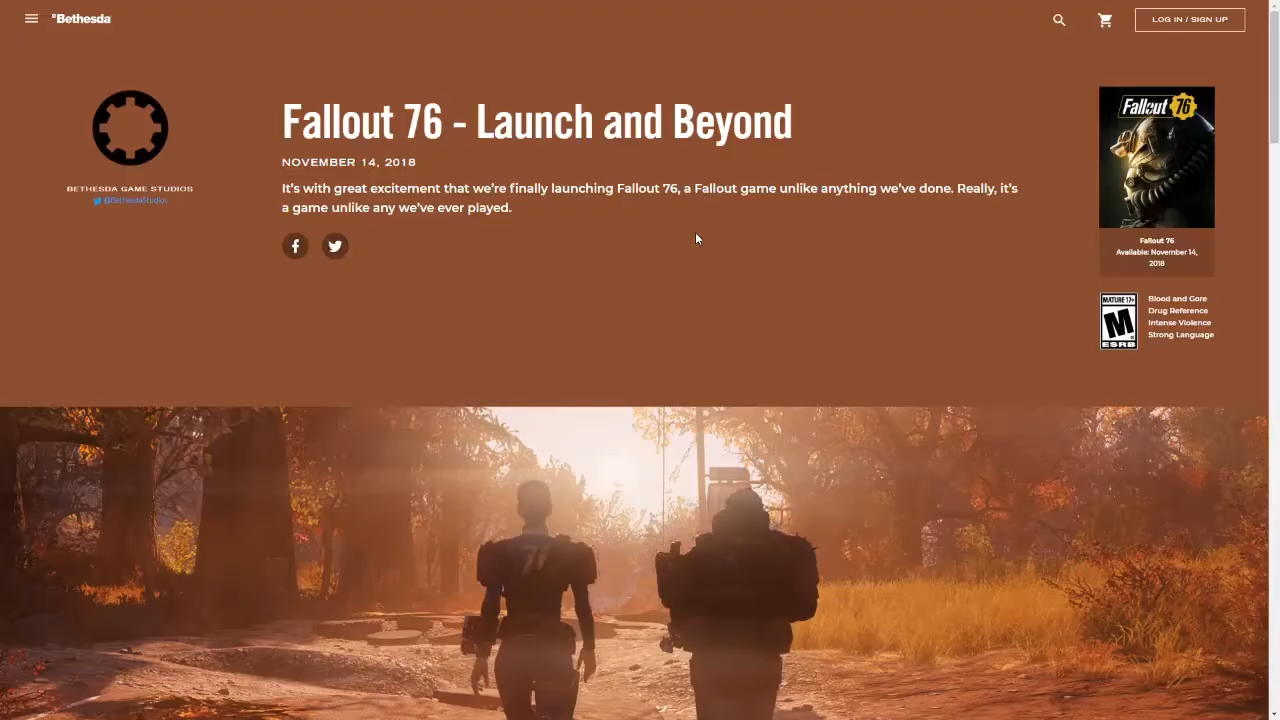 Bethesda
LOG IN / SIGN UP
BETHESDA GAME STUDIOS
@BethesdaStudios
Fallout 76 - Launch and Beyond
NOVEMBER 14, 2018
It's with great excitement that we're finally launching Fallout 76, a Fallout game unlike anything we've done. Really, it's
a game unlike any we've ever played.
f
Fallout 76
Fallout 76
Available: November 14,
2018
MATURE 17+
M
ESRB
Blood and Gore
Drug Reference
Intense Violence
Strong Language
76